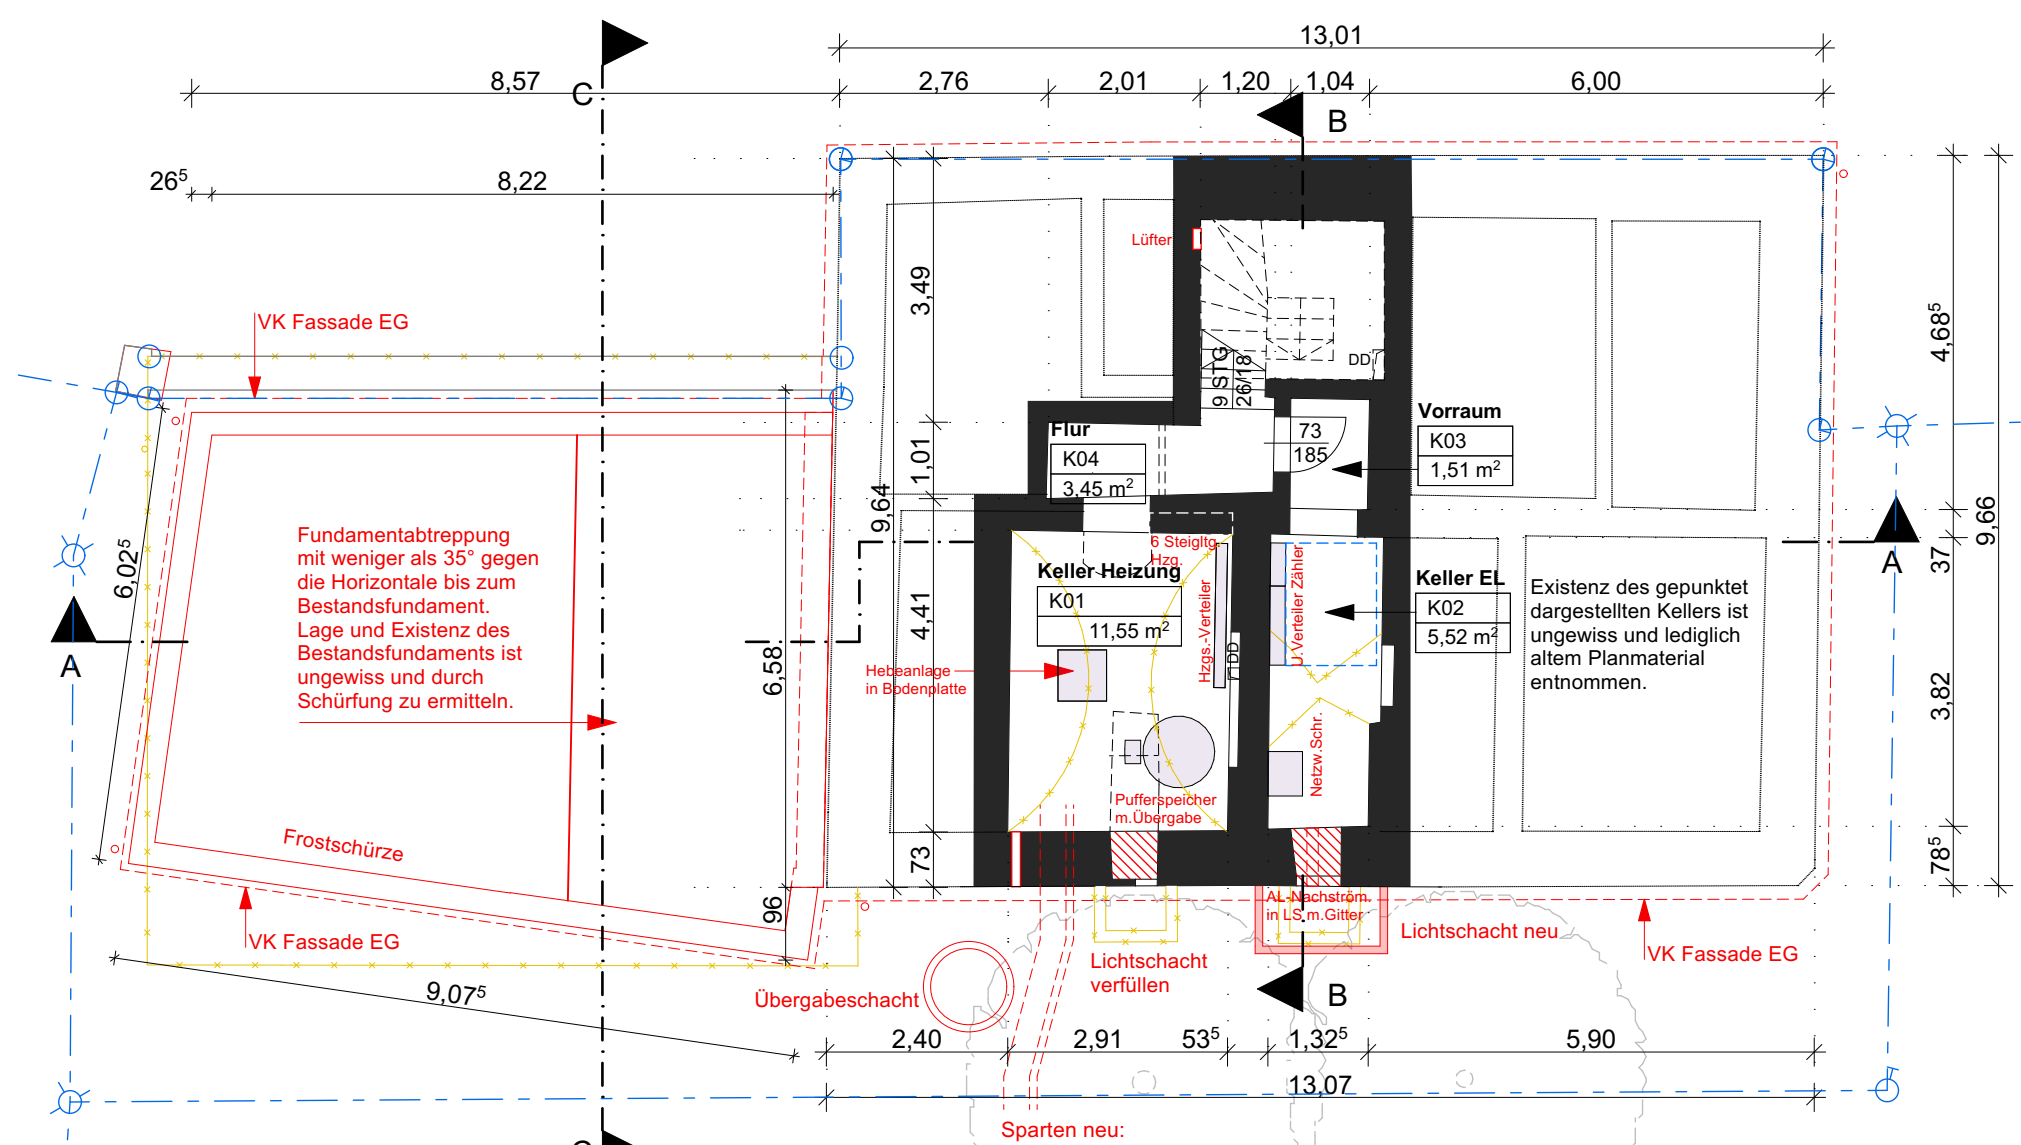 13,01
8,57
C
2,76
2,01
1,20
1,04
6,00
B
26⁵
8,22
Lüfter
3,49
4,68⁵
VK Fassade EG
9 STG
26/18
DD
Flur
K04
3,45 m²
73
185
Vorraum
K03
1,51 m²
1,01
9,64
9,66
6,02⁵
Fundamentabtreppung
mit weniger als 35° gegen
die Horizontale bis zum
Bestandsfundament.
Lage und Existenz des
Bestandsfundaments ist
ungewiss und durch
Schürfung zu ermitteln.
6 Steigltg.
Hzg.
Keller Heizung
K01
11,55 m²
Hzgs.-Verteiler
U.Verteiler Zähler
Keller EL
K02
5,52 m²
Existenz des gepunktet
dargestellten Kellers ist
ungewiss und lediglich
altem Planmaterial
entnommen.
37
A
A
4,41
6,58
Hebeanlage
in Bodenplatte
DD
3,82
Netzw.Schr.
Pufferspeicher
m.Übergabe
Frostschürze
73
78⁵
96
AL-Nachström.
in LS m.Gitter
VK Fassade EG
Lichtschacht neu
VK Fassade EG
Lichtschacht
verfüllen
Übergabeschacht
9,07⁵
B
2,40
2,91
53⁵
1,32⁵
5,90
13,07
Sparten neu:
C